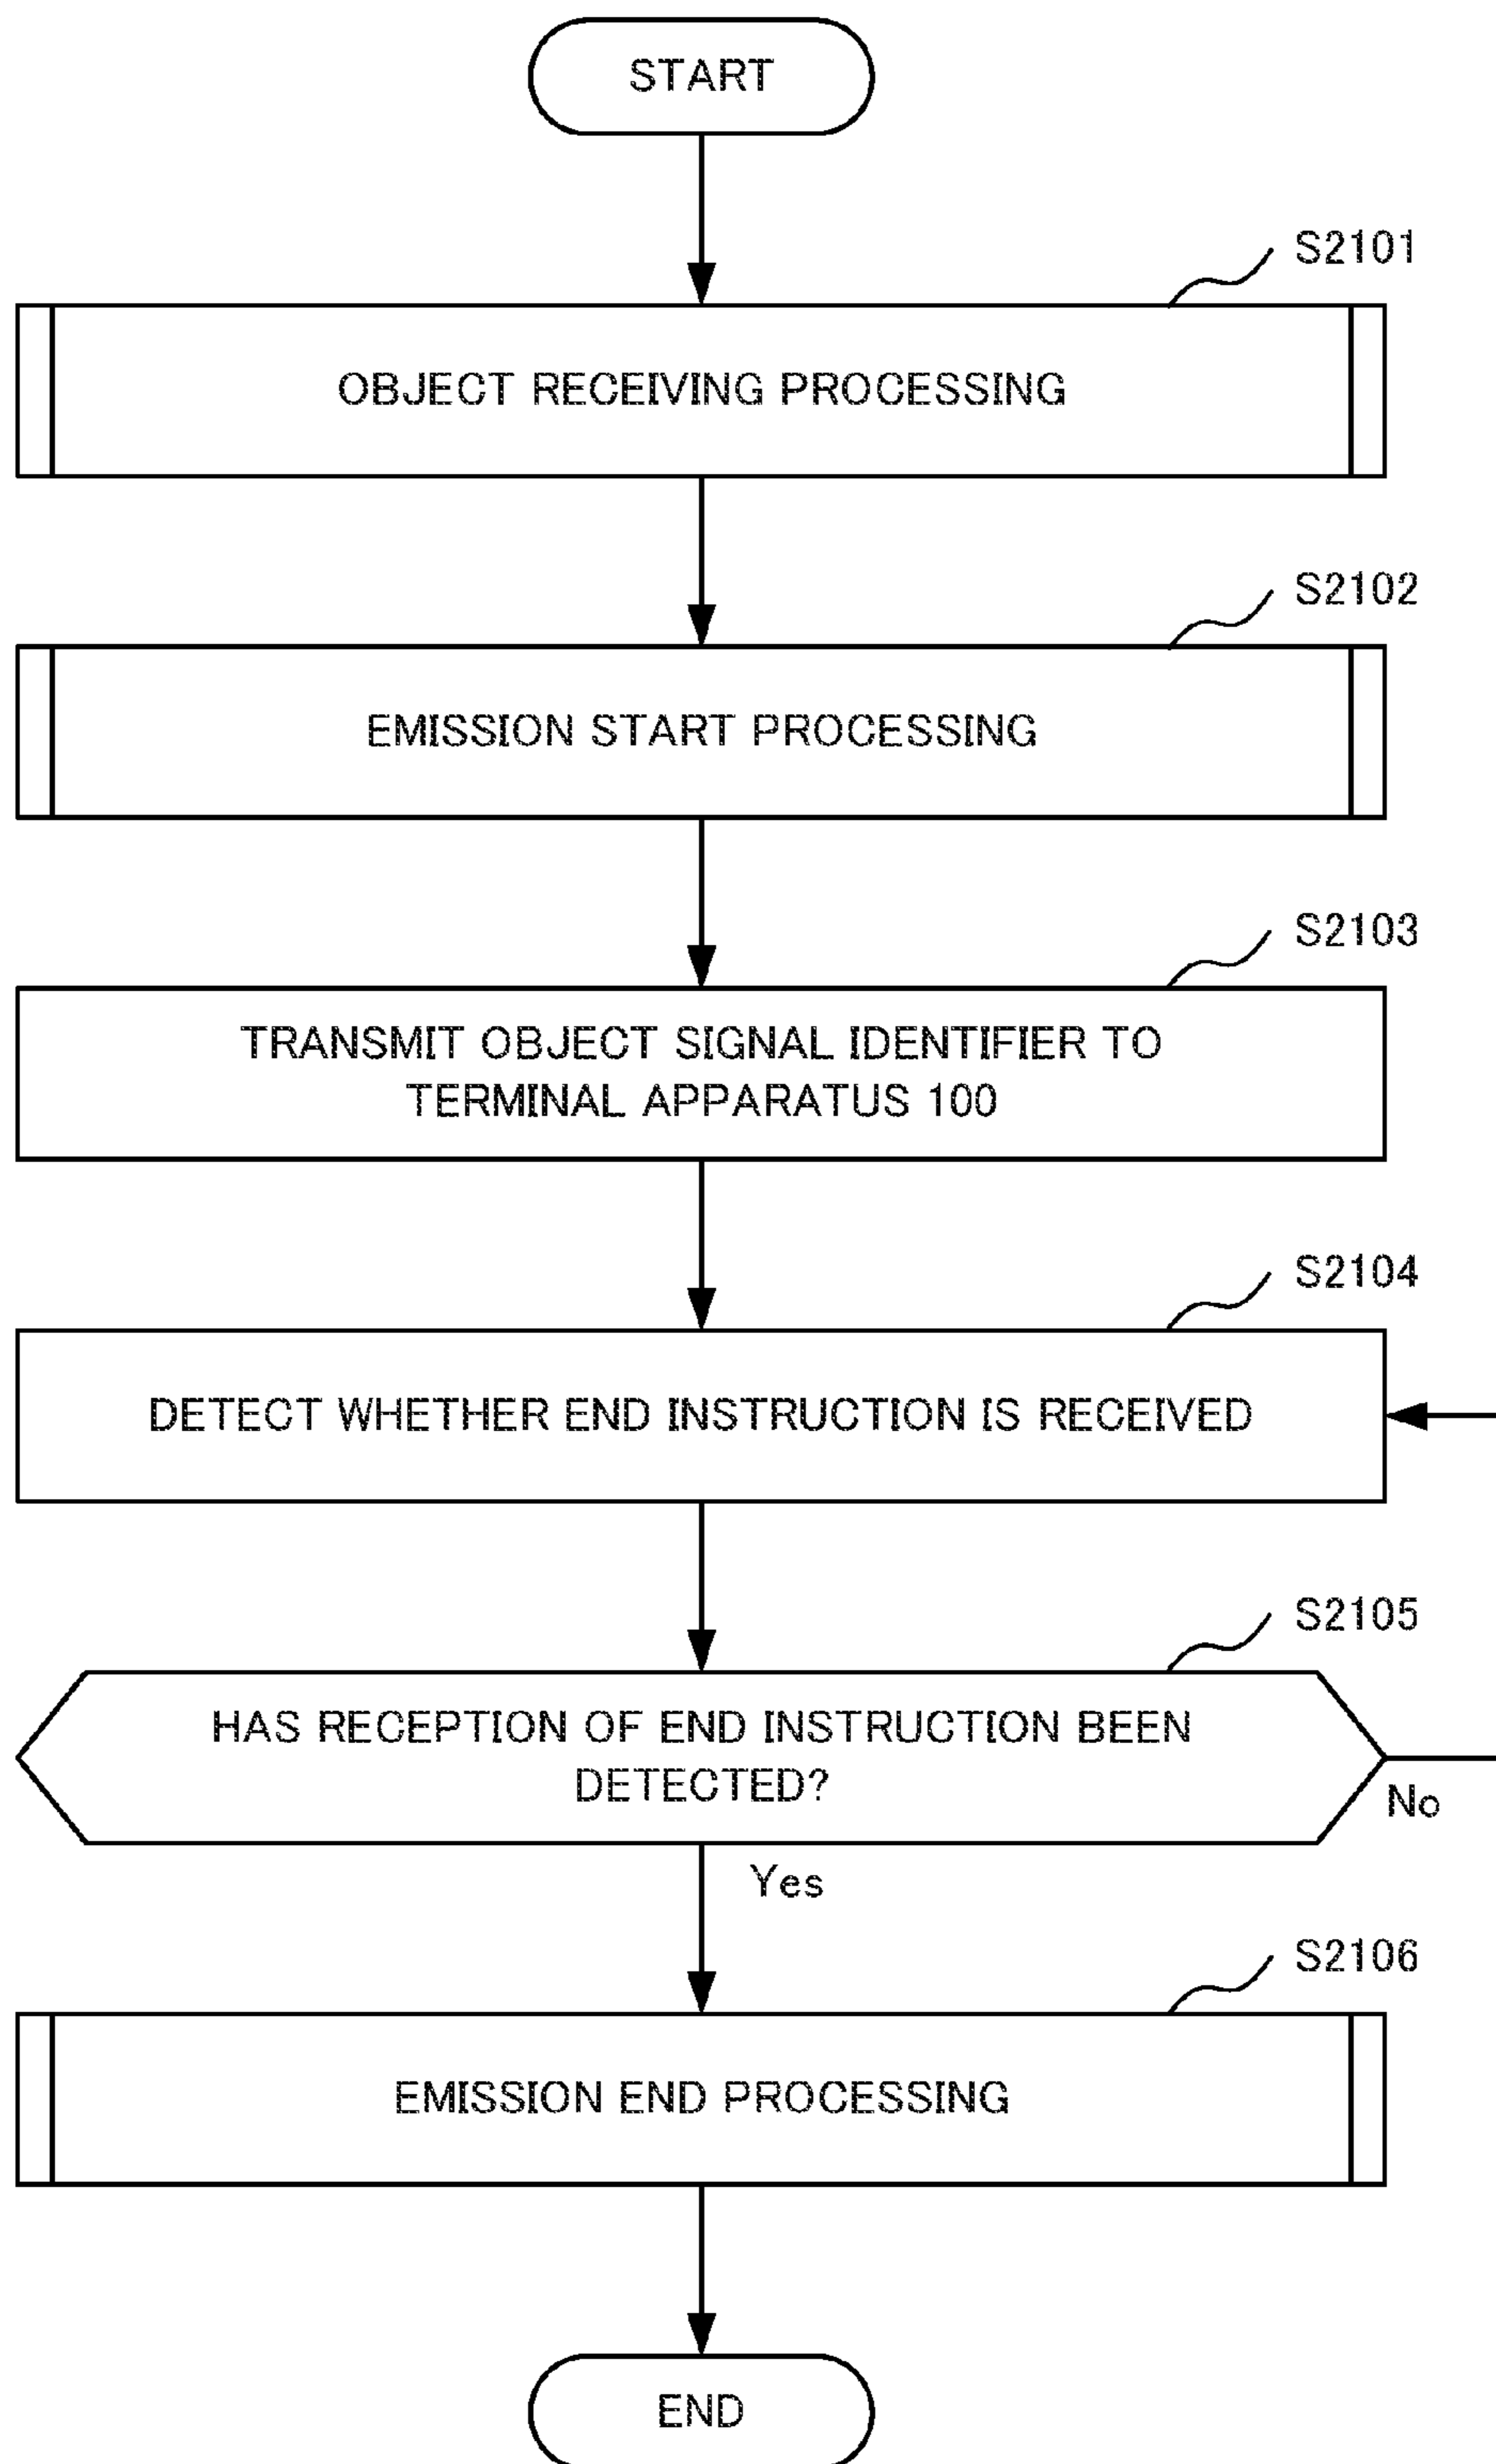 START
S2101
OBJECT RECEIVING PROCESSING
S2102
EMISSION START PROCESSING
S2103
TRANSMIT OBJECT SIGNAL IDENTIFIER TO
TERMINAL APPARATUS 100
S2104
DETECT WHETHER END INSTRUCTION IS RECEIVED
S2105
HAS RECEPTION OF END INSTRUCTION BEEN
DETECTED?
No
Yes
S2106
EMISSION END PROCESSING
END